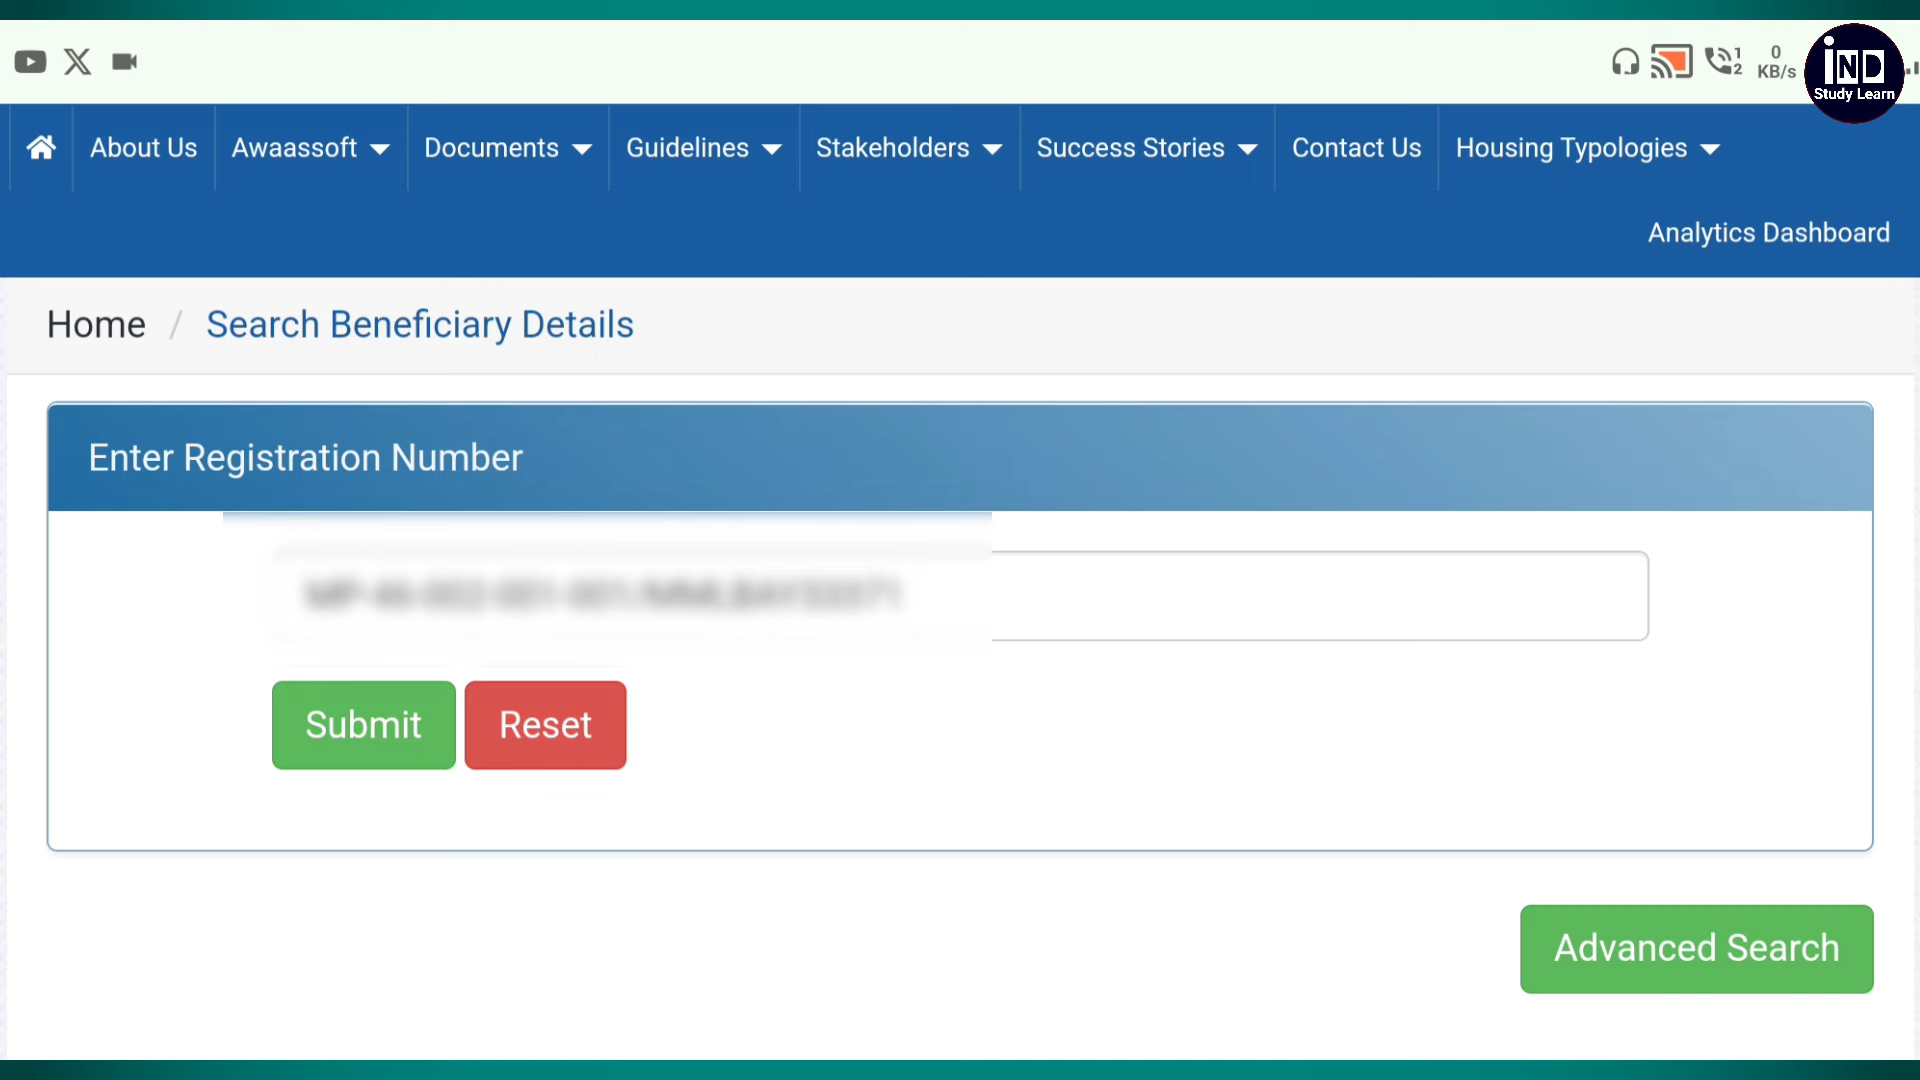 0
1
2
KB/s
iND
Study Learn
About Us
Awaassoft
Documents
Guidelines
Stakeholders
Success Stories
Contact Us
Housing Typologies
Analytics Dashboard
Home / Search Beneficiary Details
Enter Registration Number
Submit
Reset
Advanced Search